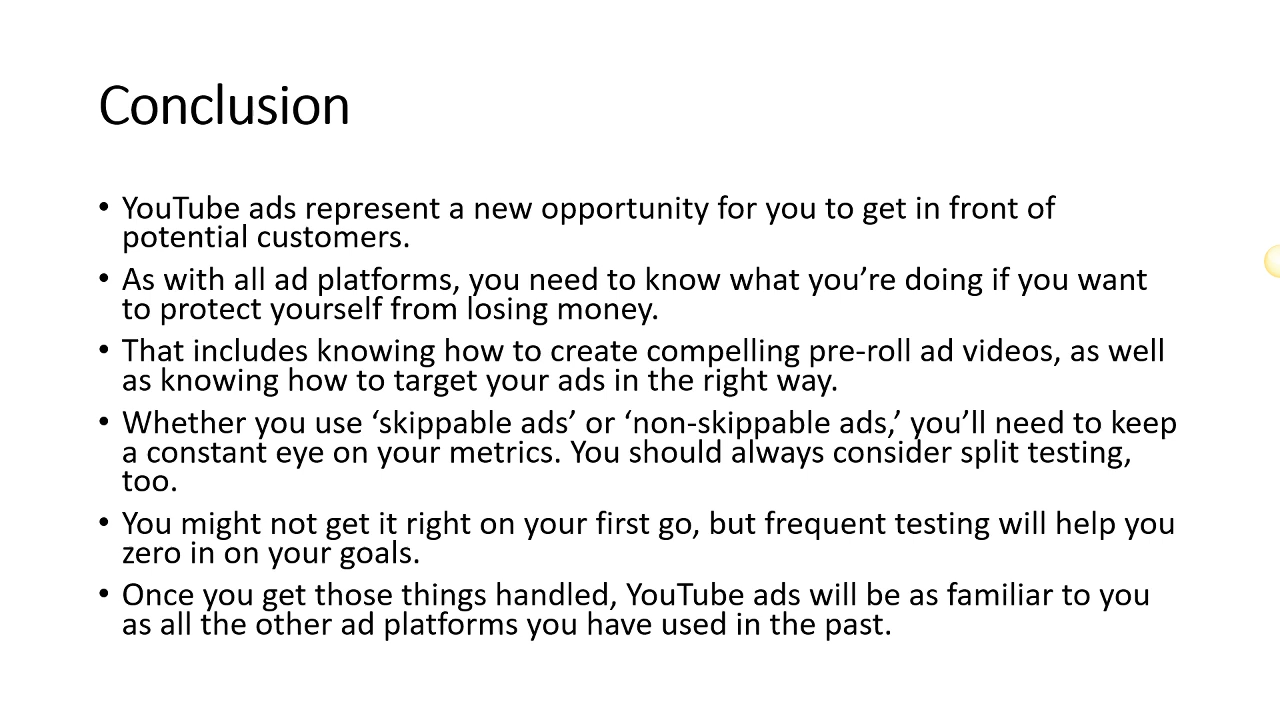 Conclusion
• YouTube ads represent a new opportunity for you to get in front of
potential customers.
• As with all ad platforms, you need to know what you’re doing if you want
to protect yourself from losing money.
• That includes knowing how to create compelling pre-roll ad videos, as well
as knowing how to target your ads in the right way.
• Whether you use ‘skippable ads’ or ‘non-skippable ads,’ you’ll need to keep
a constant eye on your metrics. You should always consider split testing,
too.
• You might not get it right on your first go, but frequent testing will help you
zero in on your goals.
• Once you get those things handled, YouTube ads will be as familiar to you
as all the other ad platforms you have used in the past.